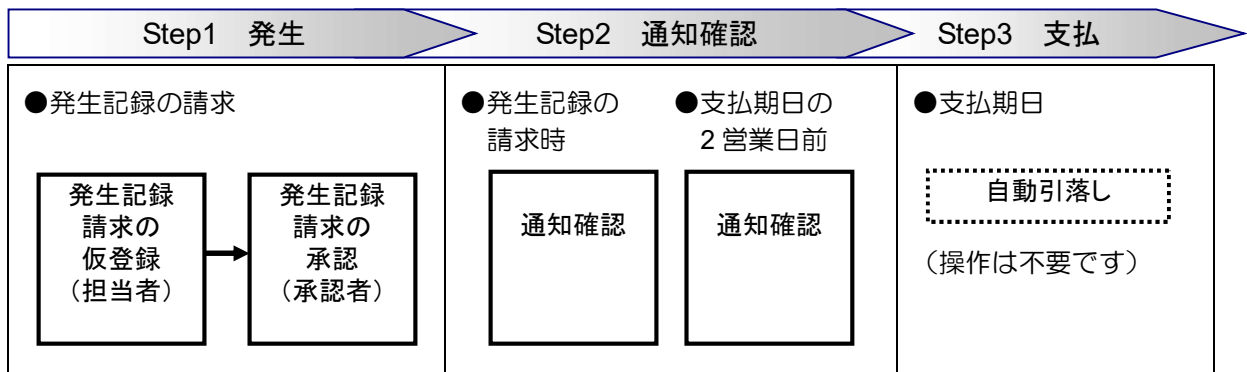 Step1 発生
Step2 通知確認
Step3 支払
●発生記録の請求
発生記録
請求の
仮登録
（担当者）
発生記録
請求の
承認
（承認者）
●発生記録の
請求時
通知確認
●支払期日の
2 営業日前
通知確認
●支払期日
自動引落し
（操作は不要です）